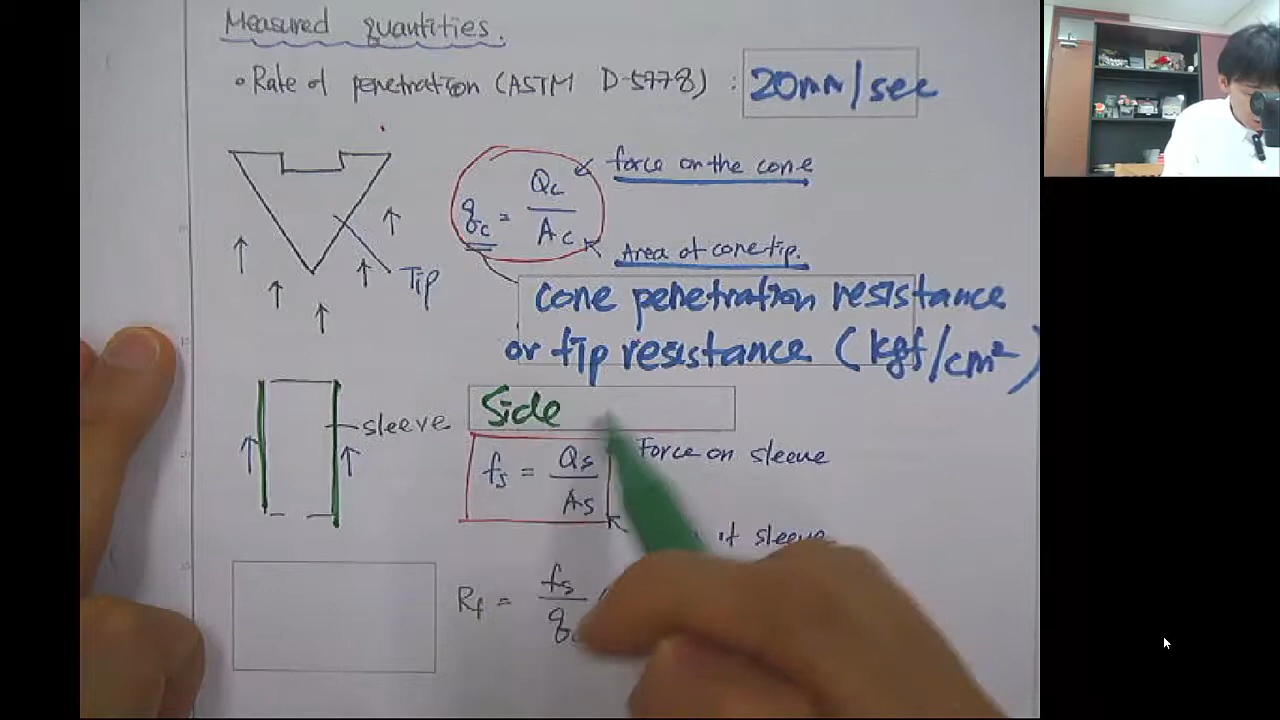 Measured quantities.
• Rate of penetration (ASTM D-5778) : 20mm/sec
qc = Qc / Ac
force on the cone
Area of cone tip.
Tip
cone penetration resistance
or tip resistance (kgf/cm²)
Side
sleeve
fs = Qs / As
Force on sleeve
of sleeve
Rf = fs / qc